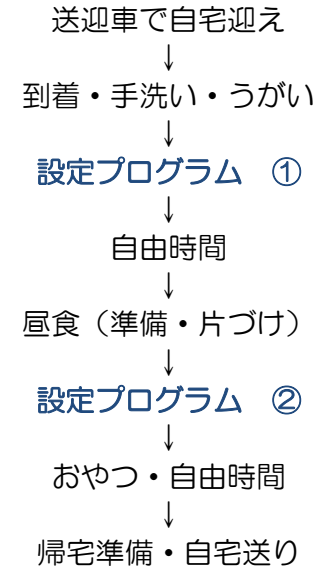 送迎車で自宅迎え
↓
到着・手洗い・うがい
↓
設定プログラム　①
↓
自由時間
↓
昼食（準備・片づけ）
↓
設定プログラム　②
↓
おやつ・自由時間
↓
帰宅準備・自宅送り